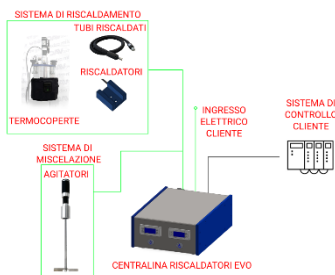 SISTEMA DI RISCALDAMENTO
TUBI RISCALDATI
RISCALDATORI
TERMOCOPERTE
INGRESSO
ELETTRICO
CLIENTE
SISTEMA DI
CONTROLLO
CLIENTE
SISTEMA DI
MISCELAZIONE
AGITATORI
CENTRALINA RISCALDATORI EVO